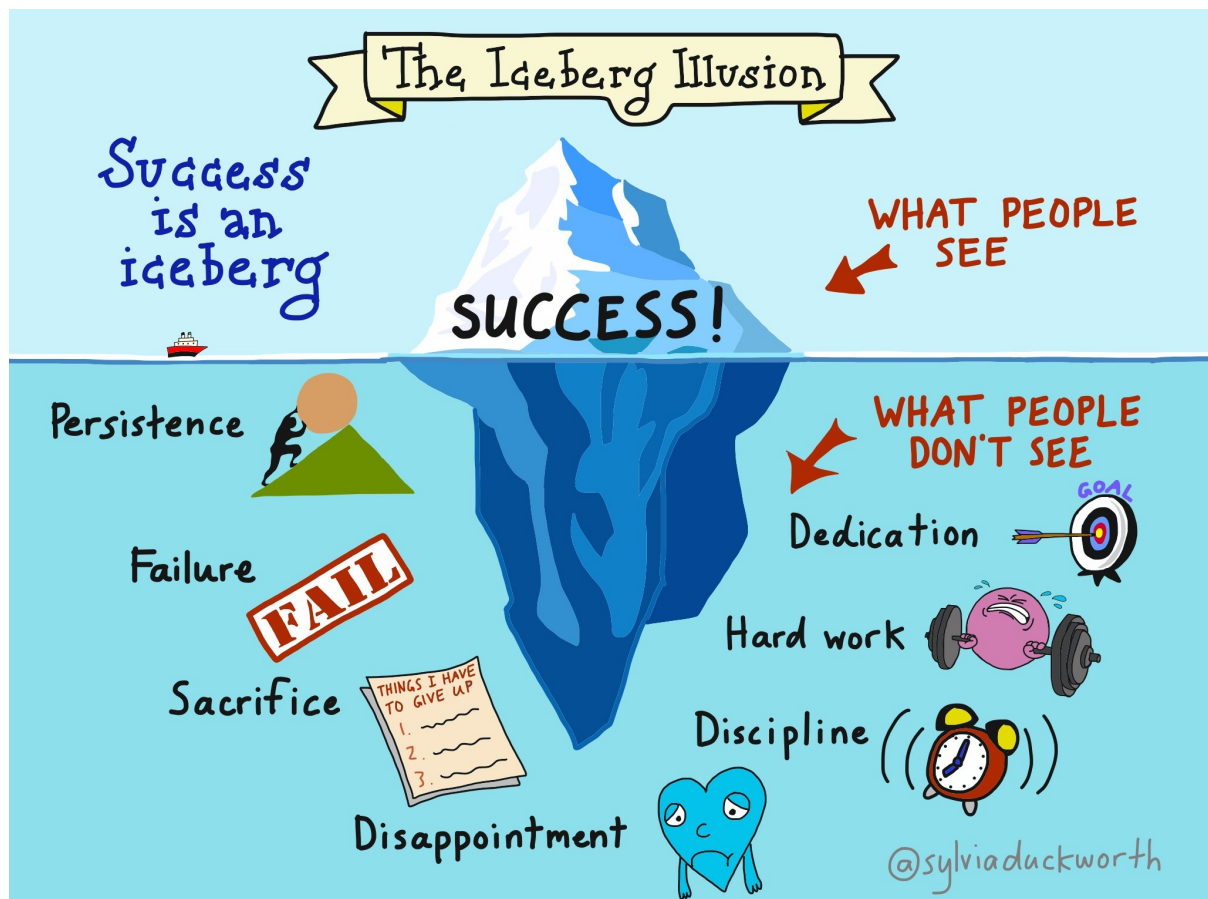 The Iceberg Illusion
Success
is an
iceberg
WHAT PEOPLE
SEE
SUCCESS!
WHAT PEOPLE
DON'T SEE
Persistence
GOAL
Dedication
Failure
FAIL
Hard work
Sacrifice
THINGS I HAVE
TO GIVE UP
1.
2.
3.
Discipline
Disappointment
@sylviaduckworth